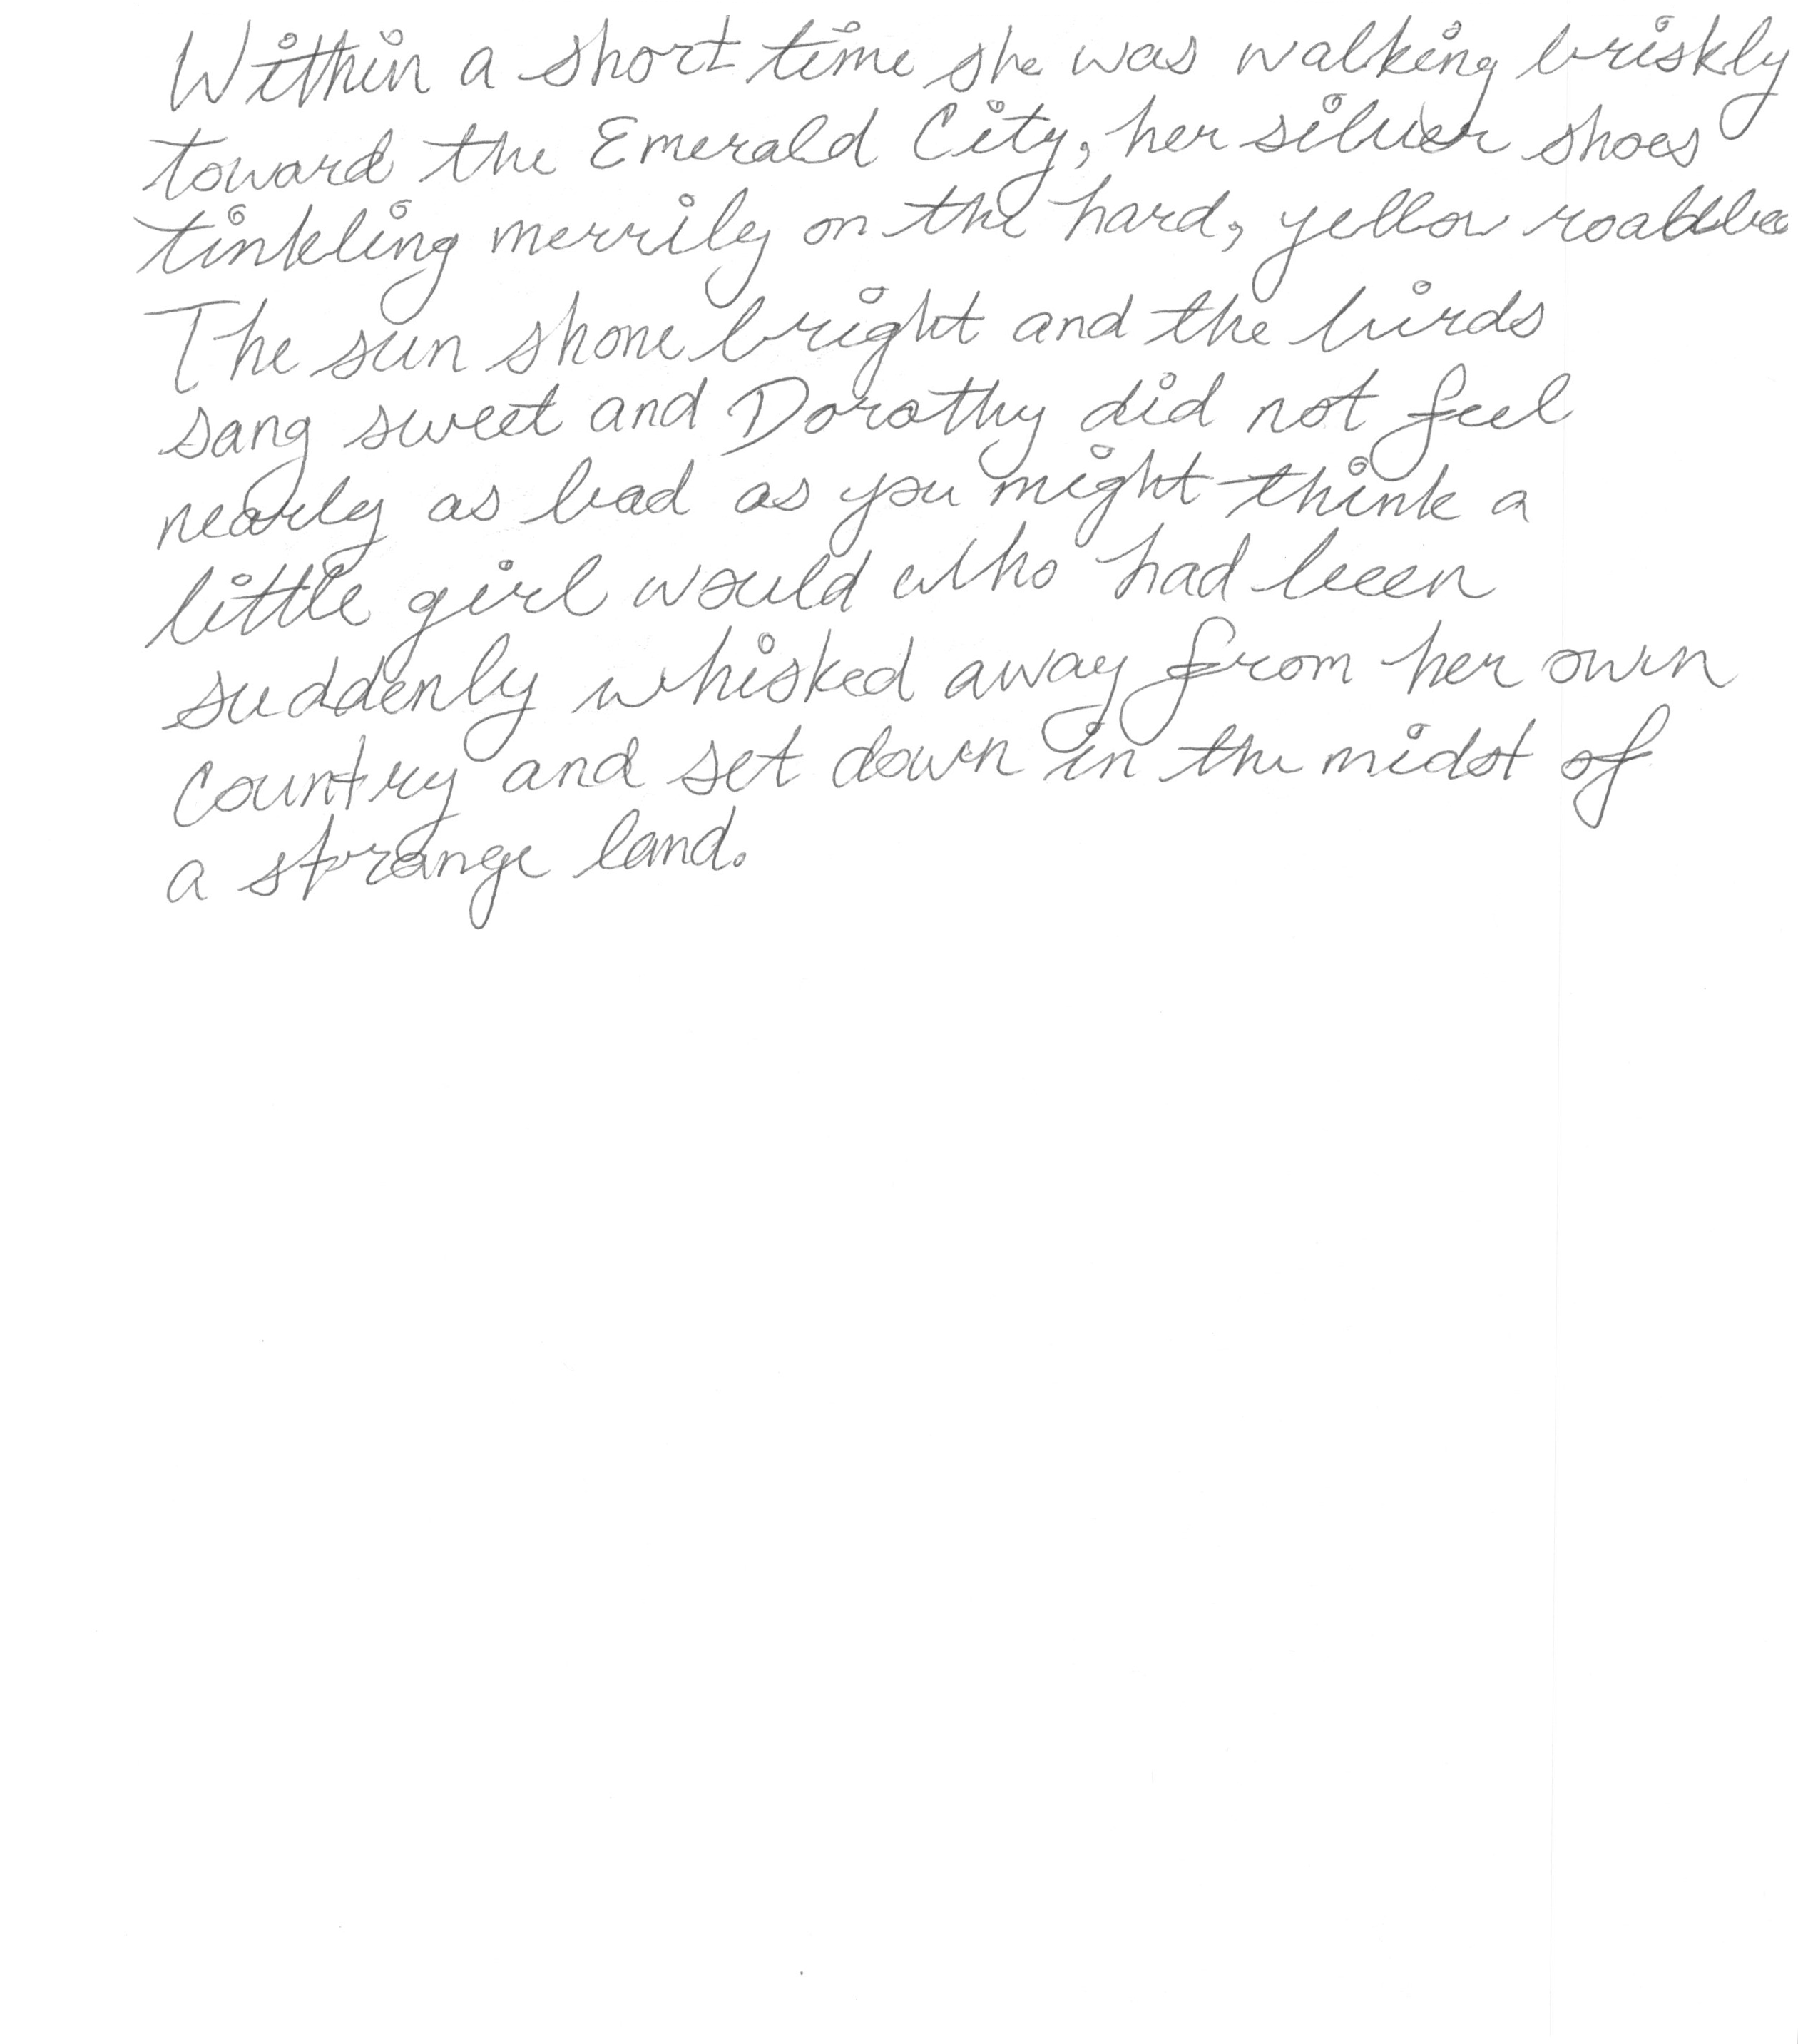 Within a short time she was walking briskly
toward the Emerald City, her silver shoes
tinkling merrily on the hard, yellow
The sun shone bright and the birds
sang sweet and Dorothy did not feel
nearly as bad as you might think a
little girl would who had been
suddenly whisked away from her own
country and set down in the midst of
a strange land.